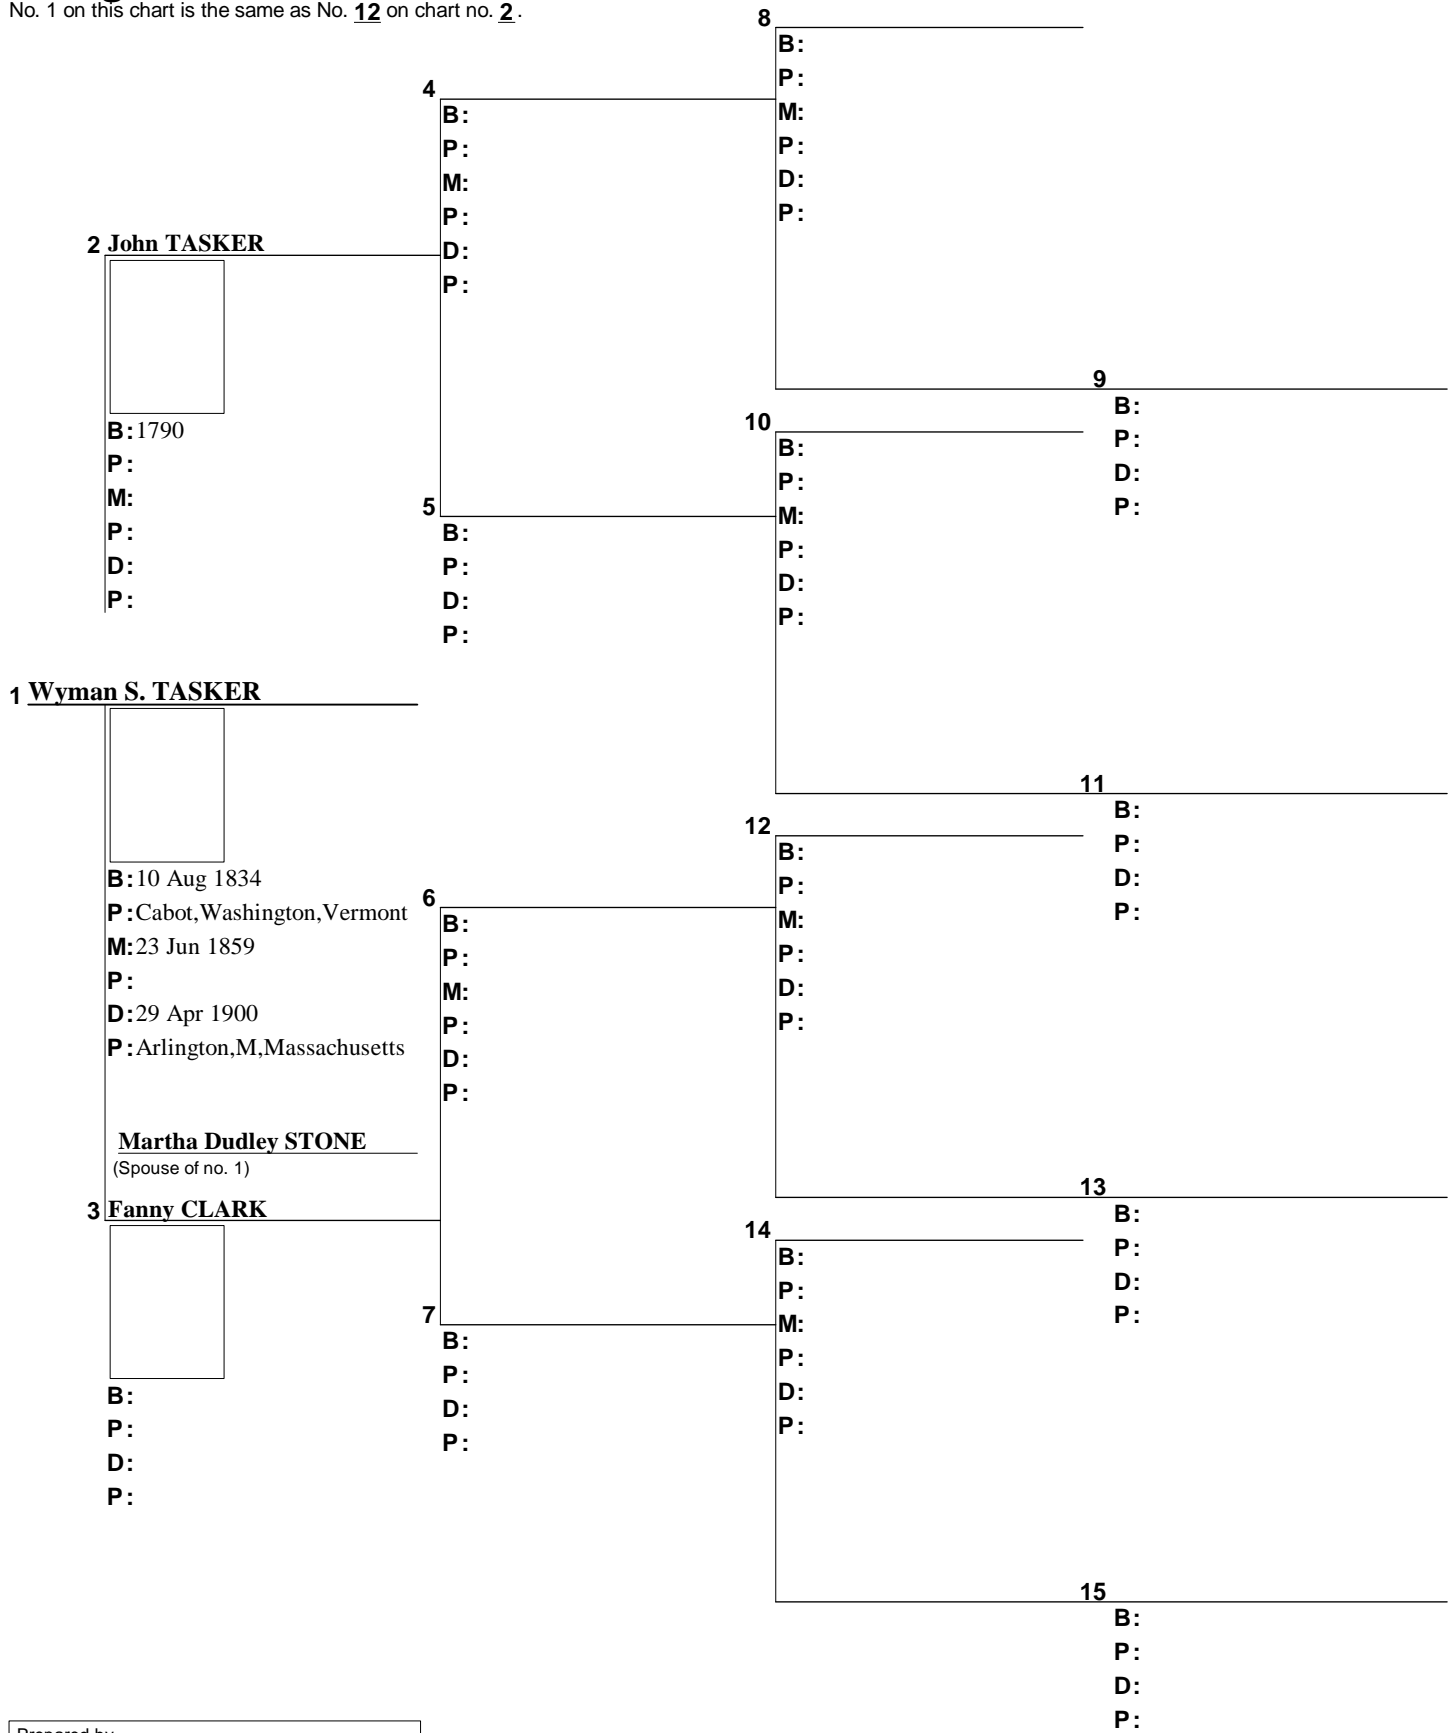 No. 1 on this chart is the same as No. 12 on chart no. 2.
8
B:
P:
M:
P:
D:
P:
4
B:
P:
M:
P:
D:
P:
2 John TASKER
B: 1790
P:
M:
P:
D:
P:
9
B:
P:
D:
P:
10
B:
P:
M:
P:
D:
P:
5
B:
P:
D:
P:
1 Wyman S. TASKER
B: 10 Aug 1834
P: Cabot,Washington,Vermont
M: 23 Jun 1859
P:
D: 29 Apr 1900
P: Arlington,M,Massachusetts
Martha Dudley STONE
(Spouse of no. 1)
11
B:
P:
D:
P:
12
B:
P:
M:
P:
D:
P:
6
B:
P:
M:
P:
D:
P:
3 Fanny CLARK
B:
P:
D:
P:
13
B:
P:
D:
P:
14
B:
P:
M:
P:
D:
P:
7
B:
P:
D:
P:
15
B:
P:
D:
P:
Prepared by